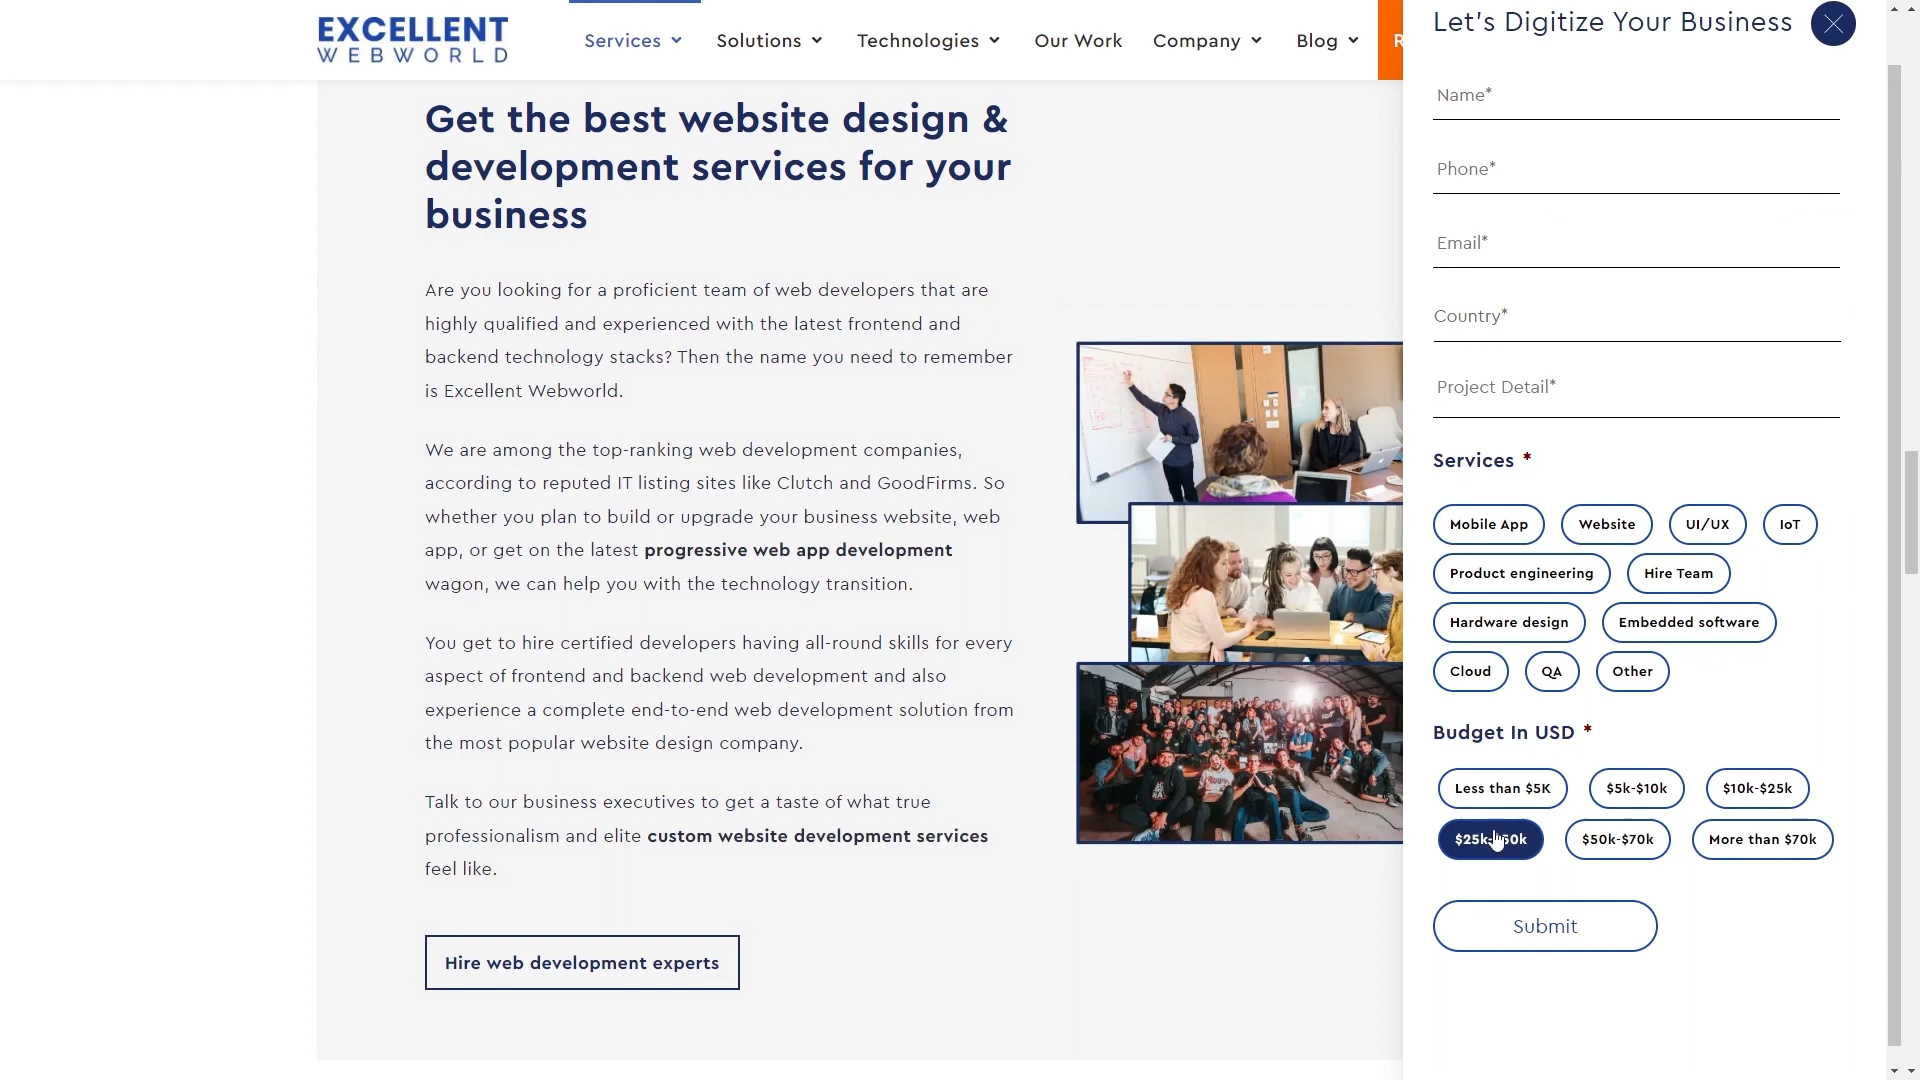 EXCELLENT
WEBWORLD
Services
Solutions
Technologies
Our Work
Company
Blog
Get the best website design &
development services for your
business
Are you looking for a proficient team of web developers that are
highly qualified and experienced with the latest frontend and
backend technology stacks? Then the name you need to remember
is Excellent Webworld.
We are among the top-ranking web development companies,
according to reputed IT listing sites like Clutch and GoodFirms. So
whether you plan to build or upgrade your business website, web
app, or get on the latest progressive web app development
wagon, we can help you with the technology transition.
You get to hire certified developers having all-round skills for every
aspect of frontend and backend web development and also
experience a complete end-to-end web development solution from
the most popular website design company.
Talk to our business executives to get a taste of what true
professionalism and elite custom website development services
feel like.
Hire web development experts
Let's Digitize Your Business
Name*
Phone*
Email*
Country*
Project Detail*
Services *
Mobile App
Website
UI/UX
IoT
Product engineering
Hire Team
Hardware design
Embedded software
Cloud
QA
Other
Budget In USD *
Less than $5K
$5k-$10k
$10k-$25k
$50k-$70k
More than $70k
Submit